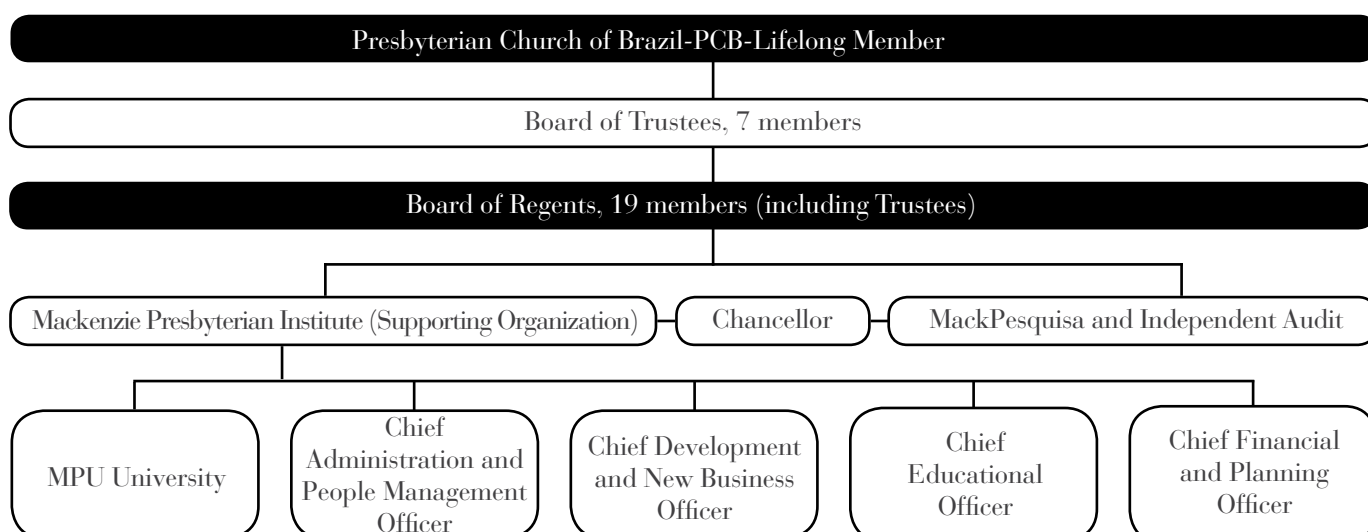 Presbyterian Church of Brazil-PCB-Lifelong Member
Board of Trustees, 7 members
Board of Regents, 19 members (including Trustees)
Mackenzie Presbyterian Institute (Supporting Organization)
Chancellor
MackPesquisa and Independent Audit
MPU University
Chief
Administration and
People Management
Officer
Chief Development
and New Business
Officer
Chief
Educational
Officer
Chief Financial
and Planning
Officer